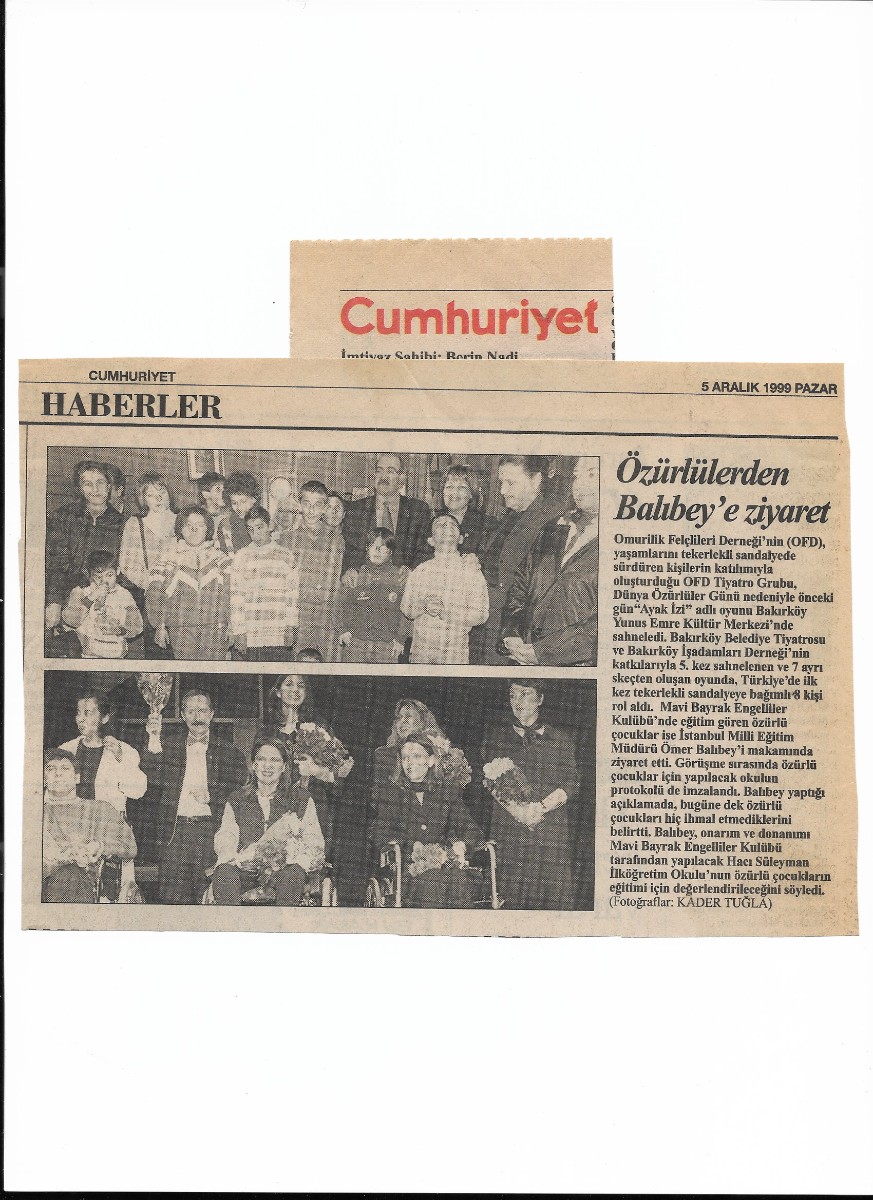 Cumhuriyet
İmtiyaz Sahibi: Berin Nadi
CUMHURİYET
5 ARALIK 1999 PAZAR
HABERLER
Özürlülerden
Balıbey'e ziyaret
Omurilik Felçlileri Derneği'nin (OFD),
yaşamlarını tekerlekli sandalyede
sürdüren kişilerin katılımıyla
oluşturduğu OFD Tiyatro Grubu,
Dünya Özürlüler Günü nedeniyle önceki
gün“Ayak İzi” adlı oyunu Bakırköy
Yunus Emre Kültür Merkezi'nde
sahneledi. Bakırköy Belediye Tiyatrosu
ve Bakırköy İşadamları Derneği'nin
katkılarıyla 5. kez sahnelenen ve 7 ayrı
skeçten oluşan oyunda, Türkiye'de ilk
kez tekerlekli sandalyeye bağımlı 8 kişi
rol aldı. Mavi Bayrak Engelliler
Kulübü'nde eğitim gören özürlü
çocuklar ise İstanbul Milli Eğitim
Müdürü Ömer Balıbey'i makamında
ziyaret etti. Görüşme sırasında özürlü
çocuklar için yapılacak okulun
protokolü de imzalandı. Balıbey yaptığı
açıklamada, bugüne dek özürlü
çocukları hiç ihmal etmediklerini
belirtti. Balıbey, onarım ve donanımı
Mavi Bayrak Engelliler Kulübü
tarafından yapılacak Hacı Süleyman
İlköğretim Okulu'nun özürlü çocukların
eğitimi için değerlendirileceğini söyledi.
(Fotoğraflar: KADER TUĞLA)